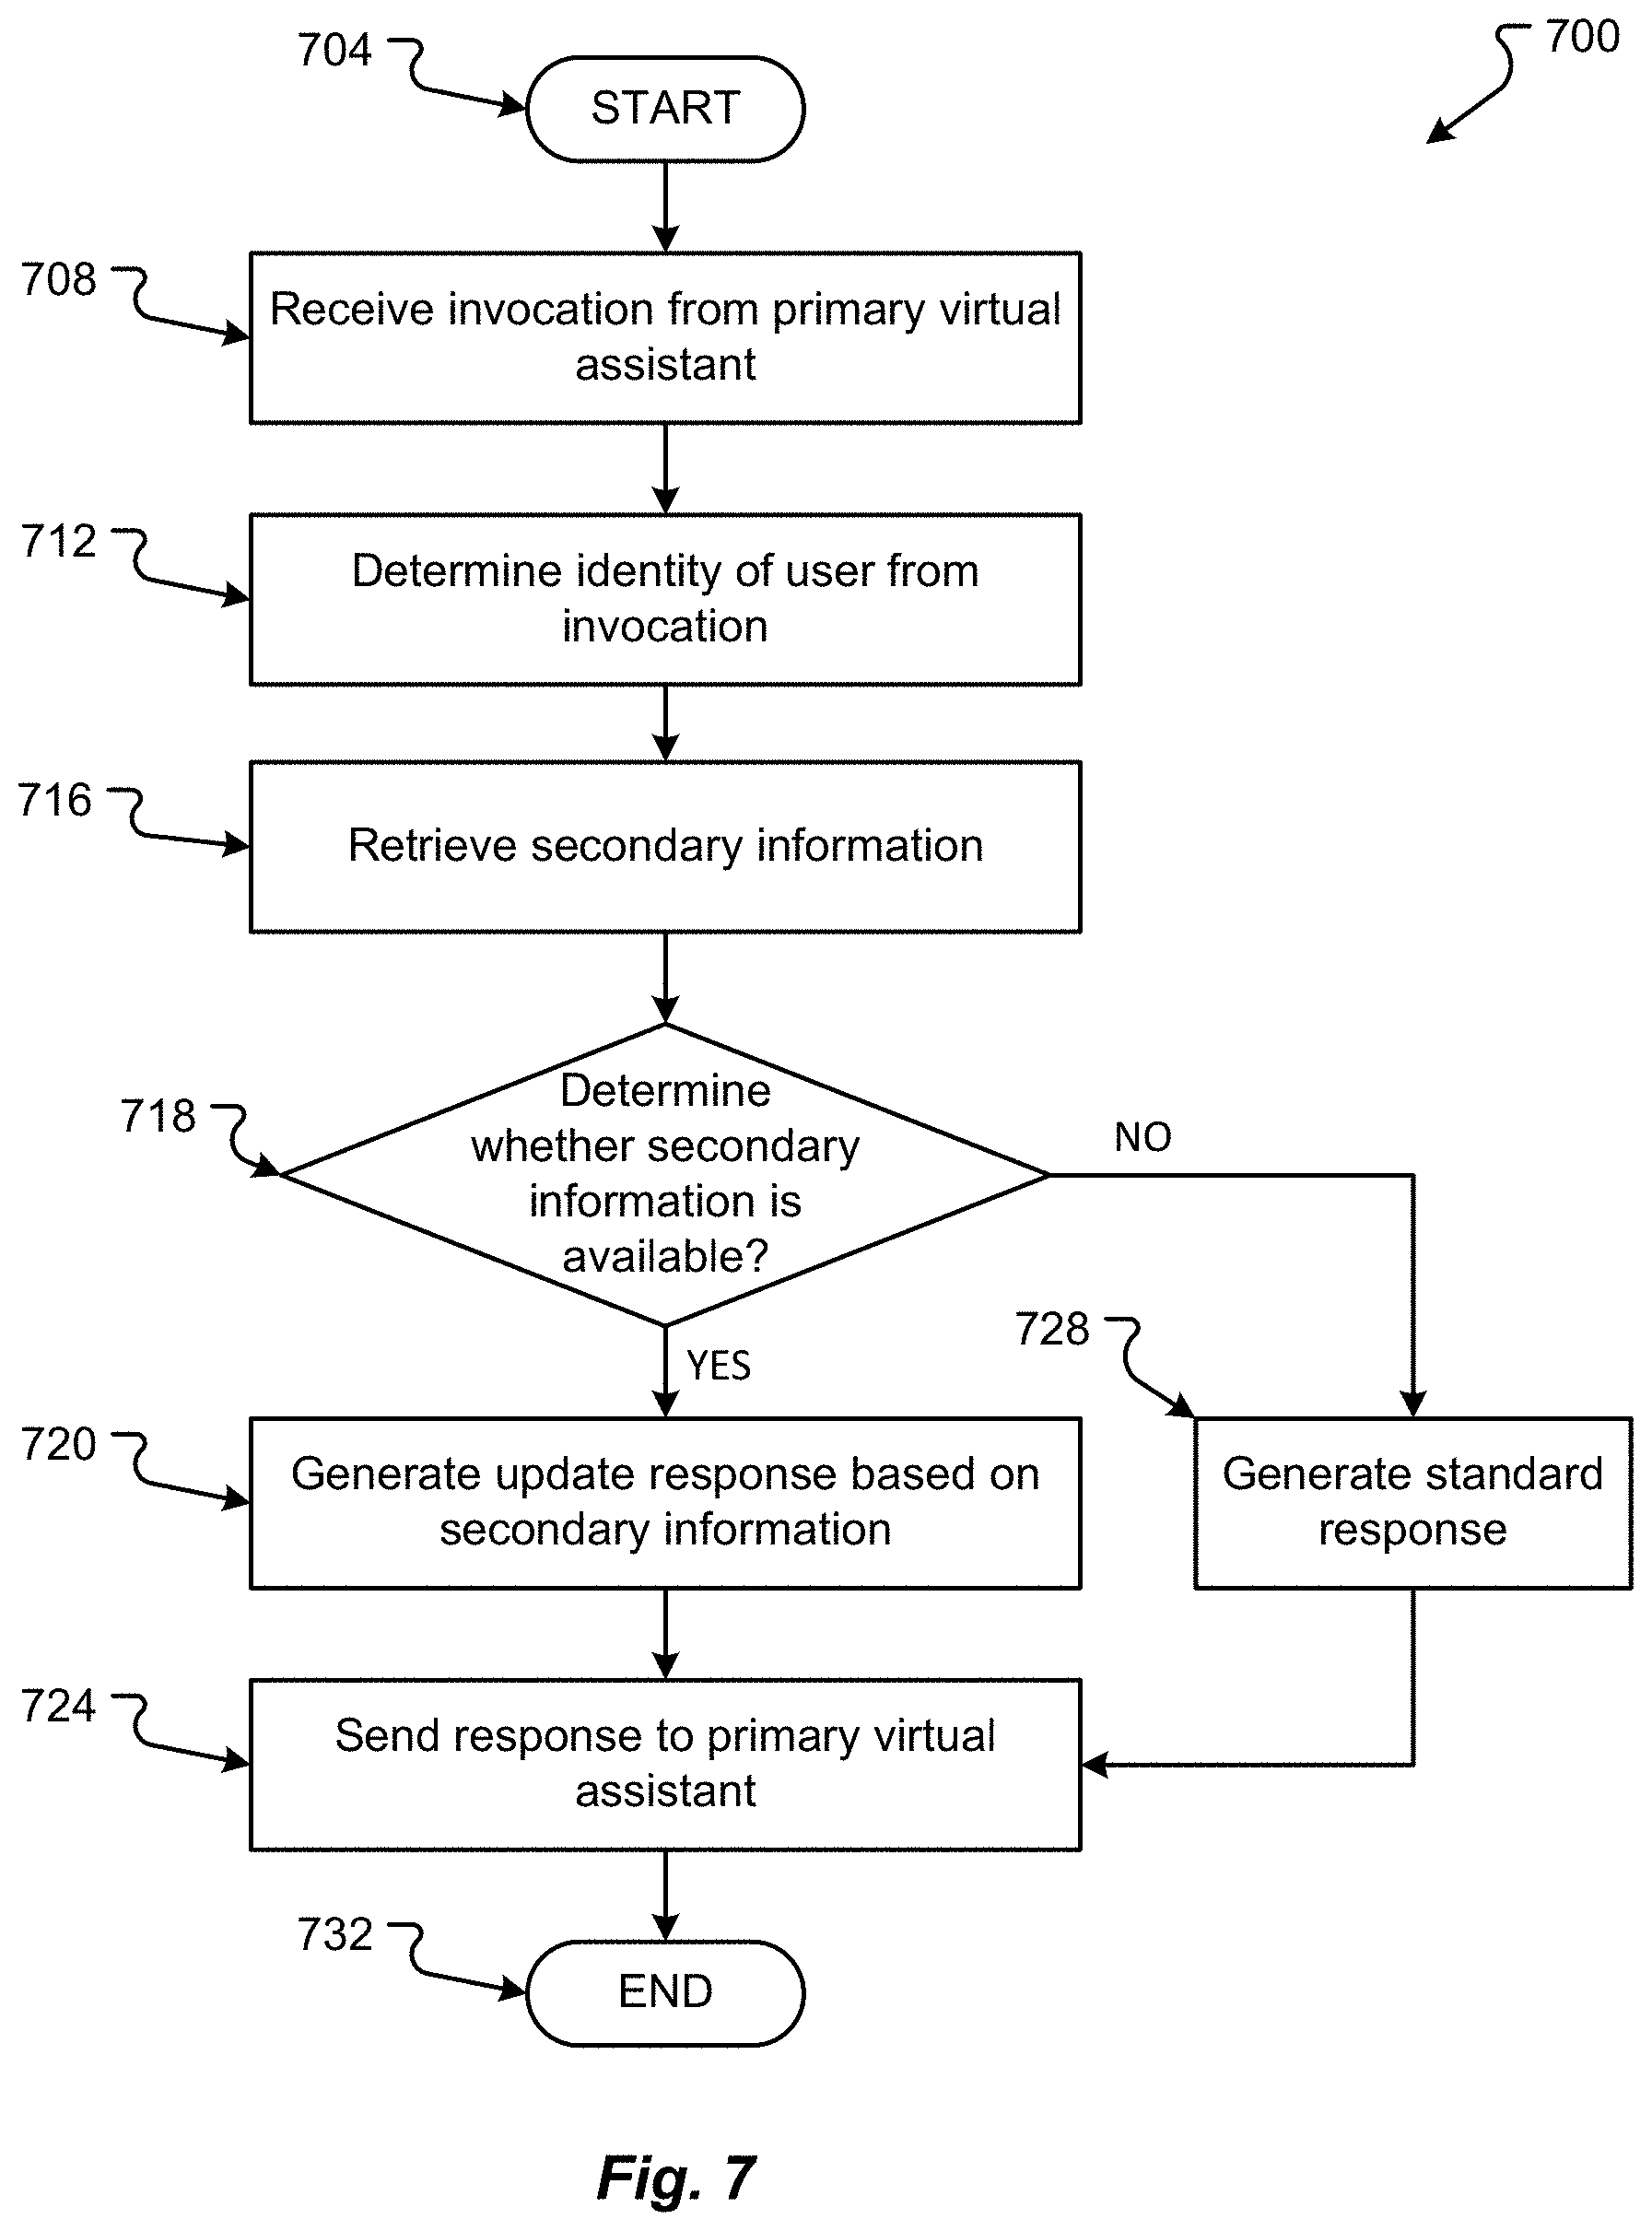 704
START
700
708
Receive invocation from primary virtual
assistant
712
Determine identity of user from
invocation
716
Retrieve secondary information
718
Determine
whether secondary
information is
available?
NO
YES
728
720
Generate update response based on
secondary information
Generate standard
response
724
Send response to primary virtual
assistant
732
END
Fig. 7